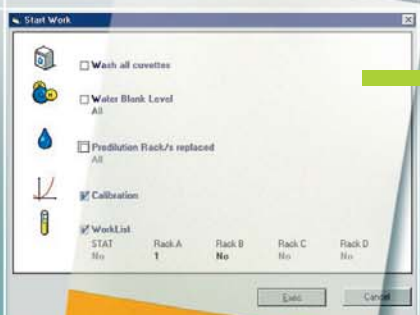 Start Work
Wash all cuvettes
Water Blank Level
All
Predilution Rack/s replaced
All
Calibration
WorkList
STAT Rack A Rack B Rack C Rack D
No 1 No No No
Exec Cancel